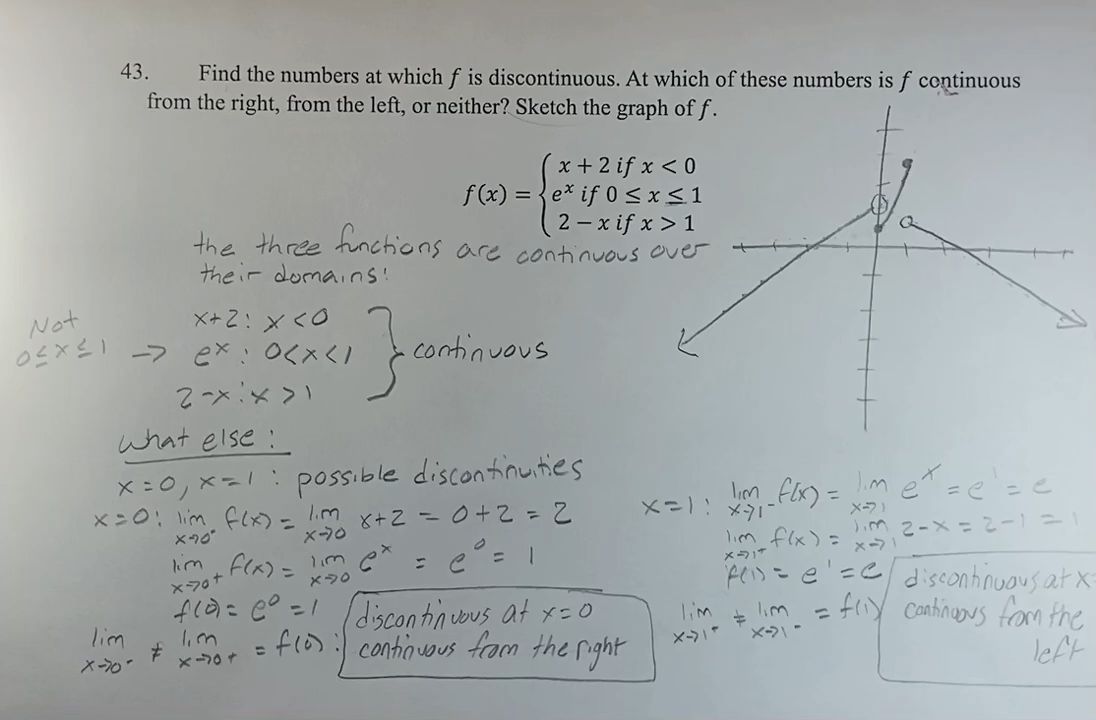 43. Find the numbers at which f is discontinuous. At which of these numbers is f continuous
from the right, from the left, or neither? Sketch the graph of f.
f(x) = { x + 2 if x < 0
e^x if 0 ≤ x ≤ 1
2 − x if x > 1
the three functions are continuous over
their domains!
Not
0≤x≤1 →
x+2: x<0
e^x: 0<x<1 } continuous
2-x: x>1
What else:
x=0, x=1: possible discontinuities
x=0: lim x→0⁻ f(x) = lim x→0 x+2 = 0+2 = 2
lim x→0+ f(x) = lim x→0 e^x = e^0 = 1
f(0) = e^0 = 1
lim x→0⁻ ≠ lim x→0+ = f(0):
discontinuous at x=0
continuous from the right
x=1: lim x→1⁻ f(x) = lim x→1 e^x = e^1 = e
lim x→1+ f(x) = lim x→1 2-x = 2-1 = 1
f(1) = e^1 = e
lim x→1+ ≠ lim x→1⁻ = f(1)
discontinuous at x=
continuous from the
left